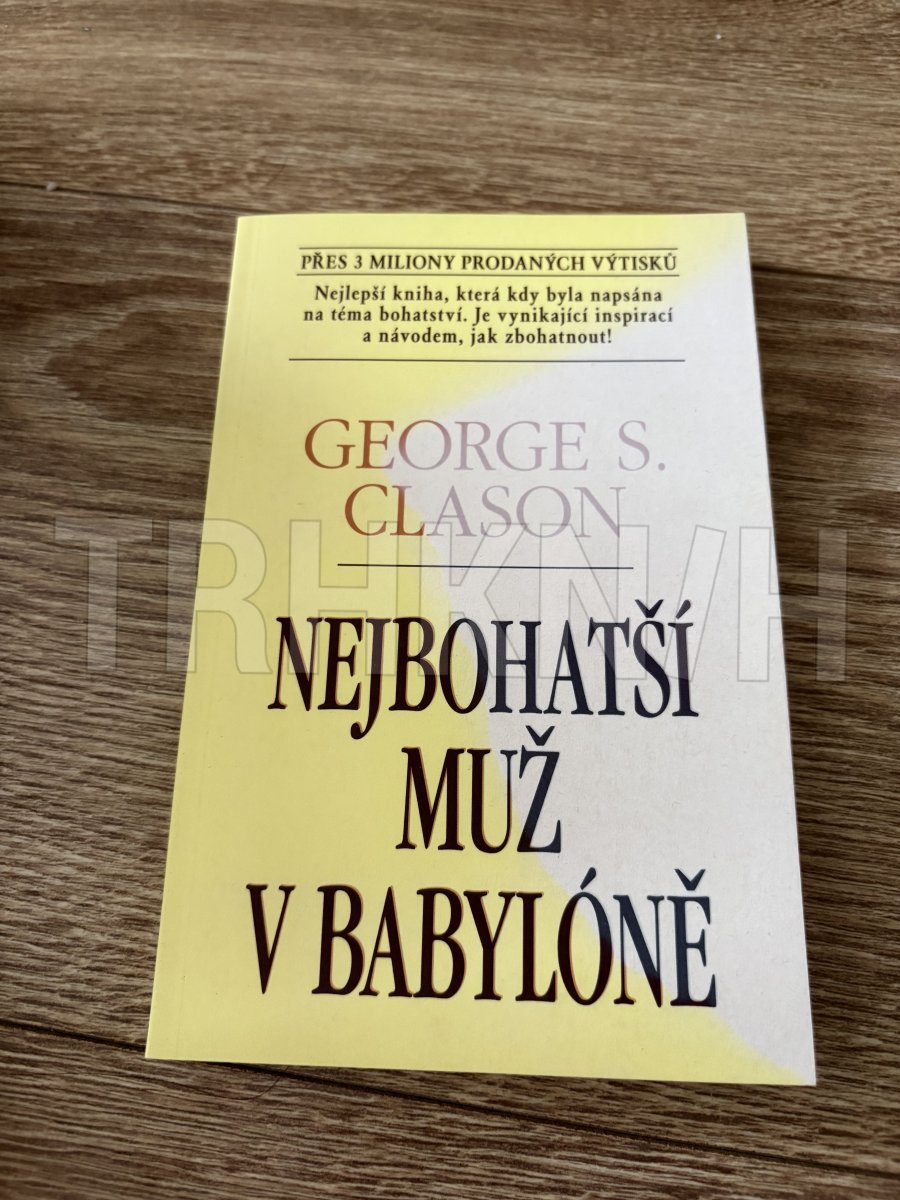 PŘES 3 MILIONY PRODANÝCH VÝTISKŮ
Nejlepší kniha, která kdy byla napsána
na téma bohatství. Je vynikající inspirací
a návodem, jak zbohatnout!
GEORGE S.
CLASON
TRHKNIH
NEJBOHATŠÍ
MUŽ
V BABYLÓNĚ